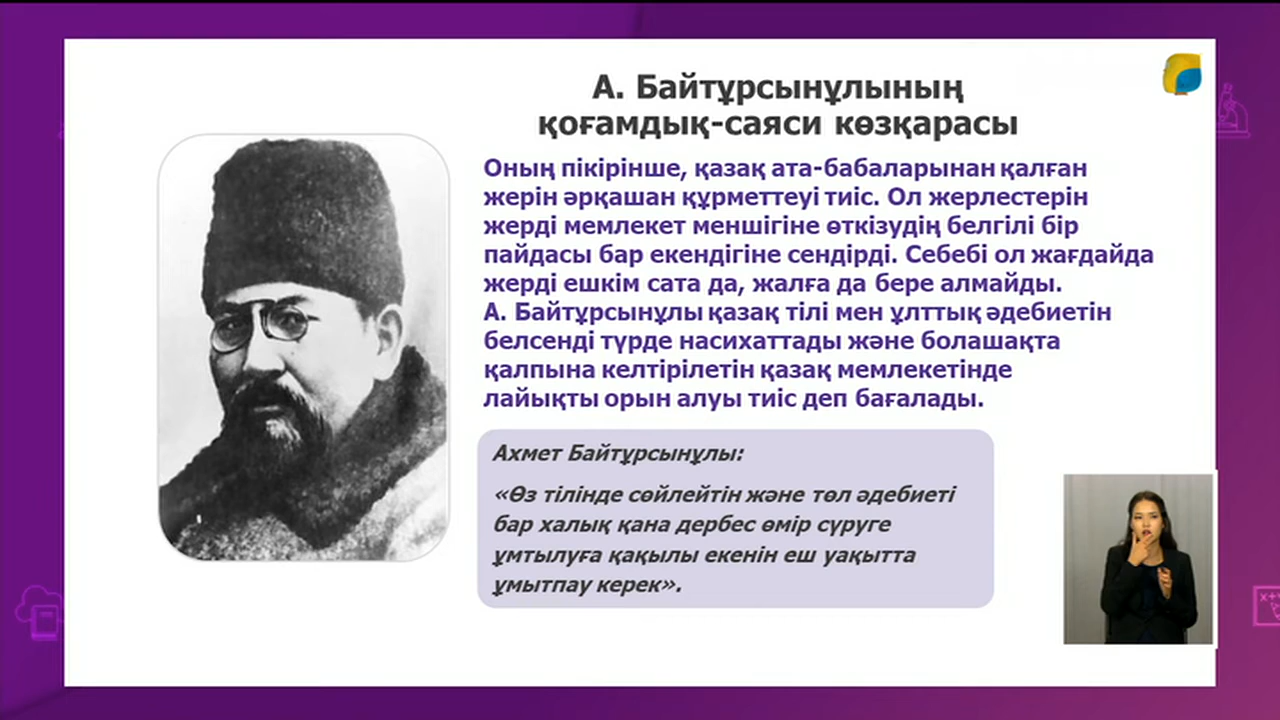 А. Байтұрсынұлының
қоғамдық-саяси көзқарасы
Оның пікірінше, қазақ ата-бабаларынан қалған
жерін әрқашан құрметтеуі тиіс. Ол жерлестерін
жерді мемлекет меншігіне өткізудің белгілі бір
пайдасы бар екендігіне сендірді. Себебі ол жағдайда
жерді ешкім сата да, жалға да бере алмайды.
А. Байтұрсынұлы қазақ тілі мен ұлттық әдебиетін
белсенді түрде насихаттады және болашақта
қалпына келтірілетін қазақ мемлекетінде
лайықты орын алуы тиіс деп бағалады.
Ахмет Байтұрсынұлы:
«Өз тілінде сөйлейтін және төл әдебиеті
бар халық қана дербес өмір сүруге
ұмтылуға қақылы екенін еш уақытта
ұмытпау керек».